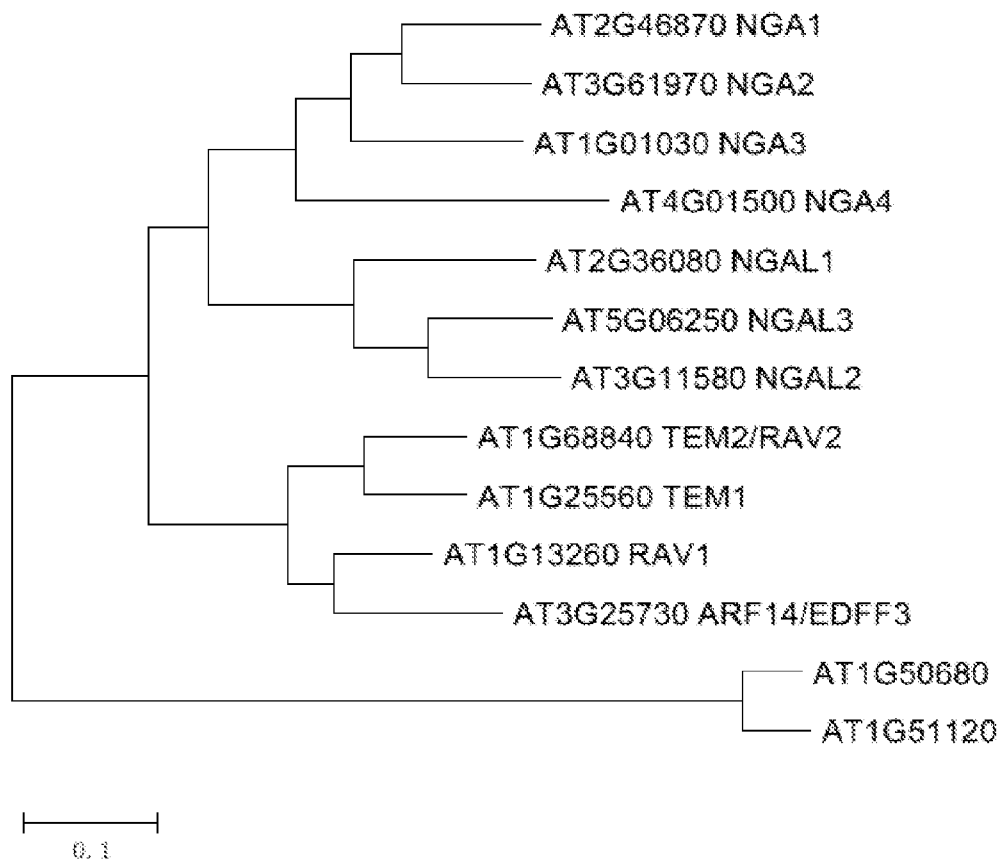 AT2G46870 NGA1
AT3G61970 NGA2
AT1G01030 NGA3
AT4G01500 NGA4
AT2G36080 NGAL1
AT5G06250 NGAL3
AT3G11580 NGAL2
AT1G68840 TEM2/RAV2
AT1G25560 TEM1
AT1G13260 RAV1
AT3G25730 ARF14/EDFF3
AT1G50680
AT1G51120
0.1